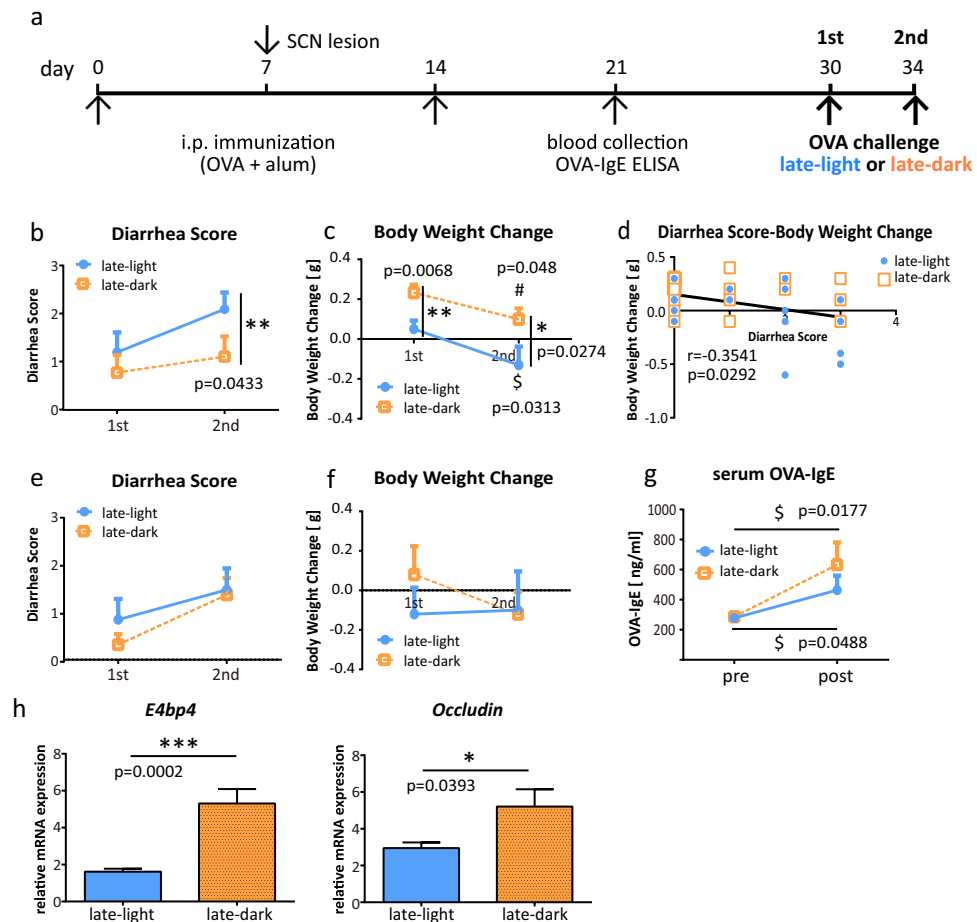 a
SCN lesion
1st 2nd
day 0 7 14 21 30 34
i.p. immunization
(OVA + alum)
blood collection
OVA-IgE ELISA
OVA challenge
late-light or late-dark
b
Diarrhea Score
late-light
late-dark
Diarrhea Score
3
2
1
0
**
p=0.0433
1st 2nd
c
Body Weight Change
late-light
late-dark
Body Weight Change [ g]
0.4
0.2
0.0
-0.2
-0.4
p=0.0068
p=0.048
#
**
*
p=0.0274
1st 2nd
$
p=0.0313
d
Diarrhea Score-Body Weight Change
late-light
late-dark
Body Weight Change [ g]
0.5
0.0
-0.5
-1.0
Diarrhea Score
4
r=-0.3541
p=0.0292
e
Diarrhea Score
late-light
late-dark
Diarrhea Score
3
2
1
0
1st 2nd
f
Body Weight Change
Body Weight Change [ g]
0.4
0.2
0.0
-0.2
-0.4
1st 2nd
late-light
late-dark
g
serum OVA-IgE
OVA-IgE [ ng/ml]
1000
800
600
400
200
$ p=0.0177
late-light
late-dark
$ p=0.0488
pre post
h
E4bp4
relative mRNA expression
8
6
4
2
0
***
p=0.0002
late-light late-dark
Occludin
relative mRNA expression
8
6
4
2
0
*
p=0.0393
late-light late-dark